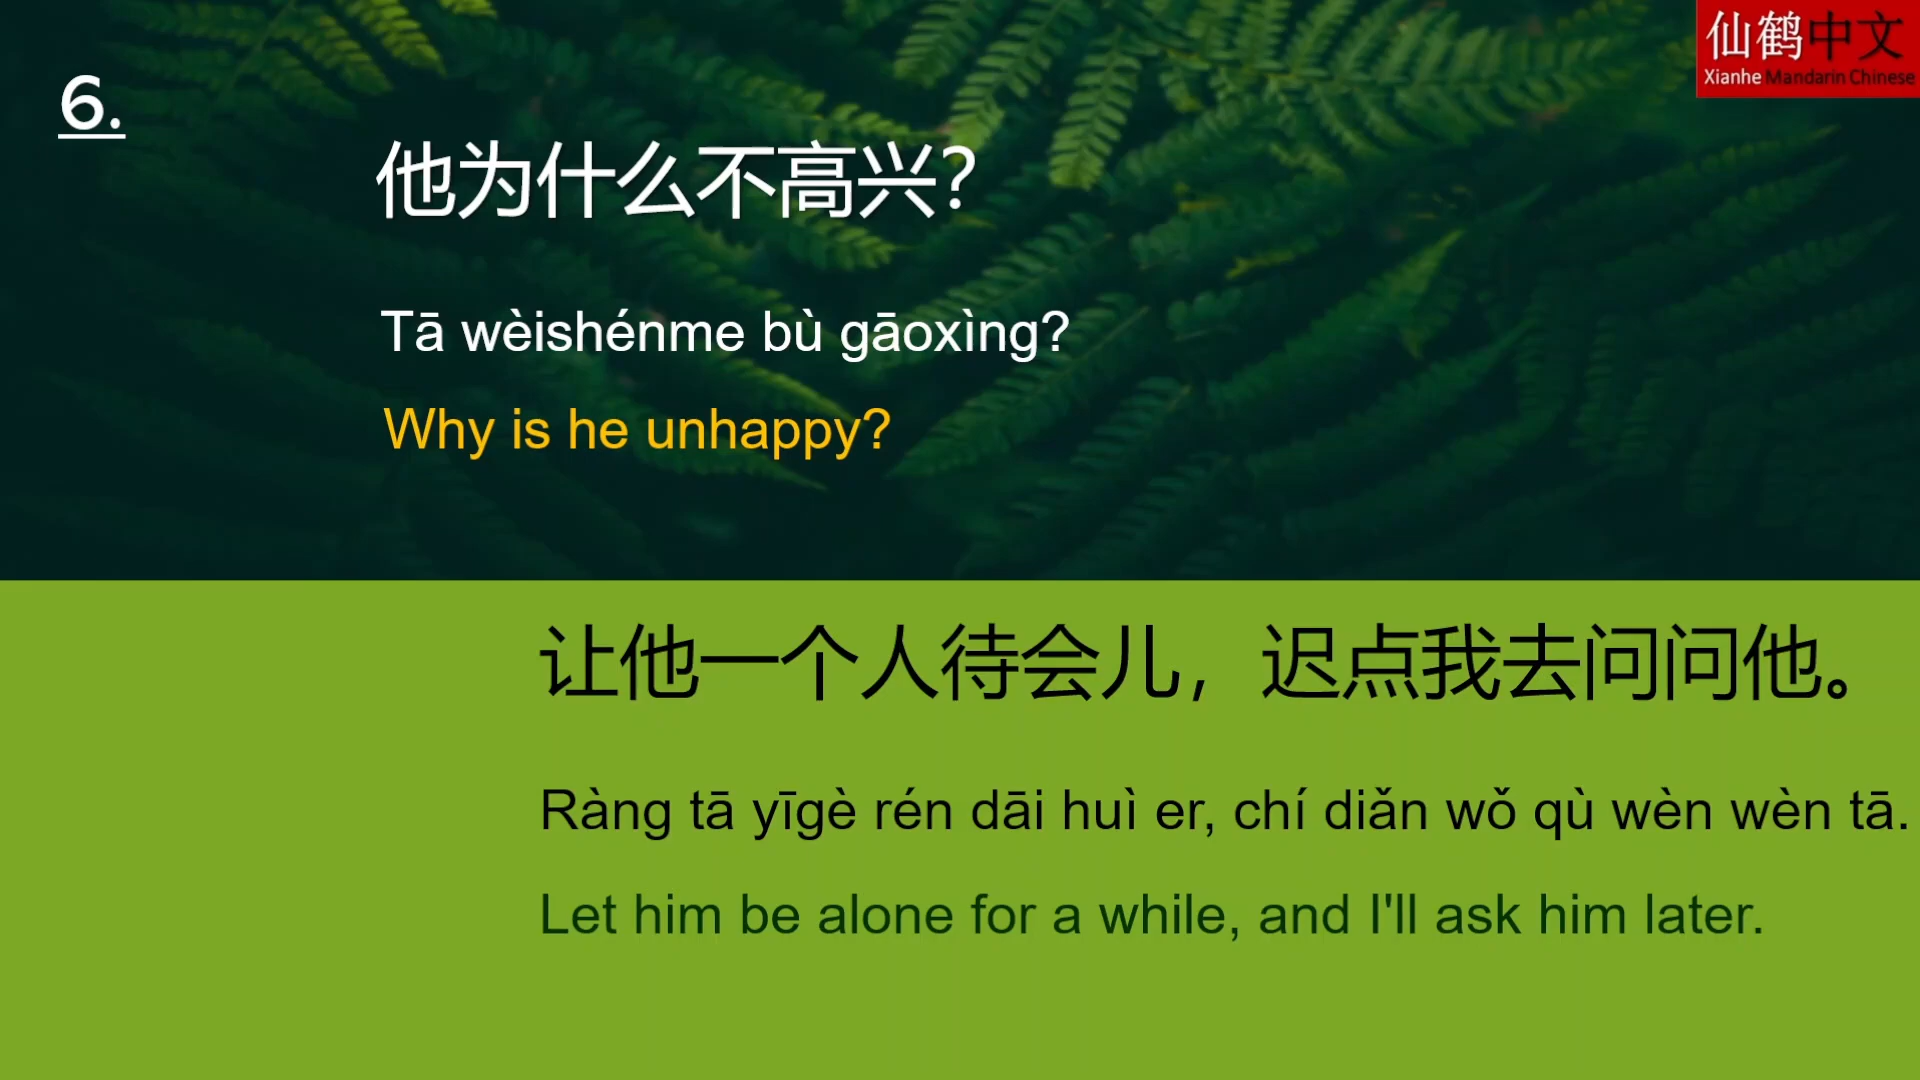 仙鹤中文
Xianhe Mandarin Chinese
6.
他为什么不高兴？
Tā wèishénme bù gāoxìng?
Why is he unhappy?
让他一个人待会儿，迟点我去问问他。
Ràng tā yīgè rén dāi huì er, chí diǎn wǒ qù wèn wèn tā.
Let him be alone for a while, and I'll ask him later.